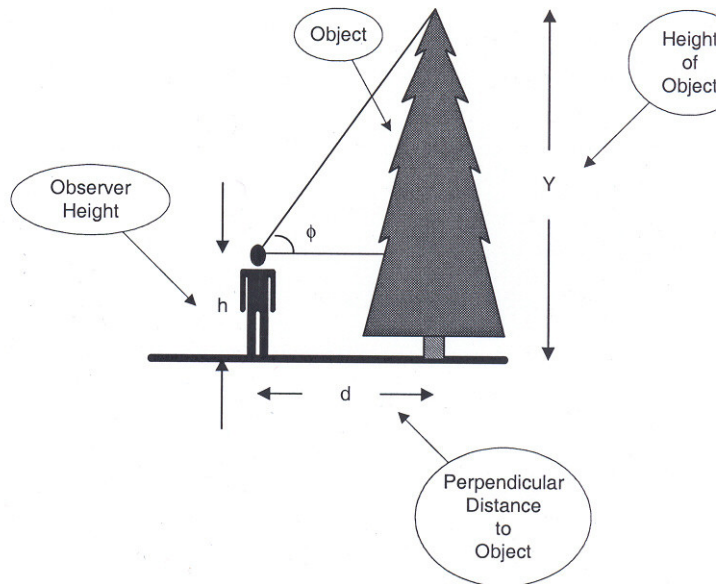 Object
Height
of
Object
Observer
Height
Y
ϕ
h
d
Perpendicular
Distance
to
Object